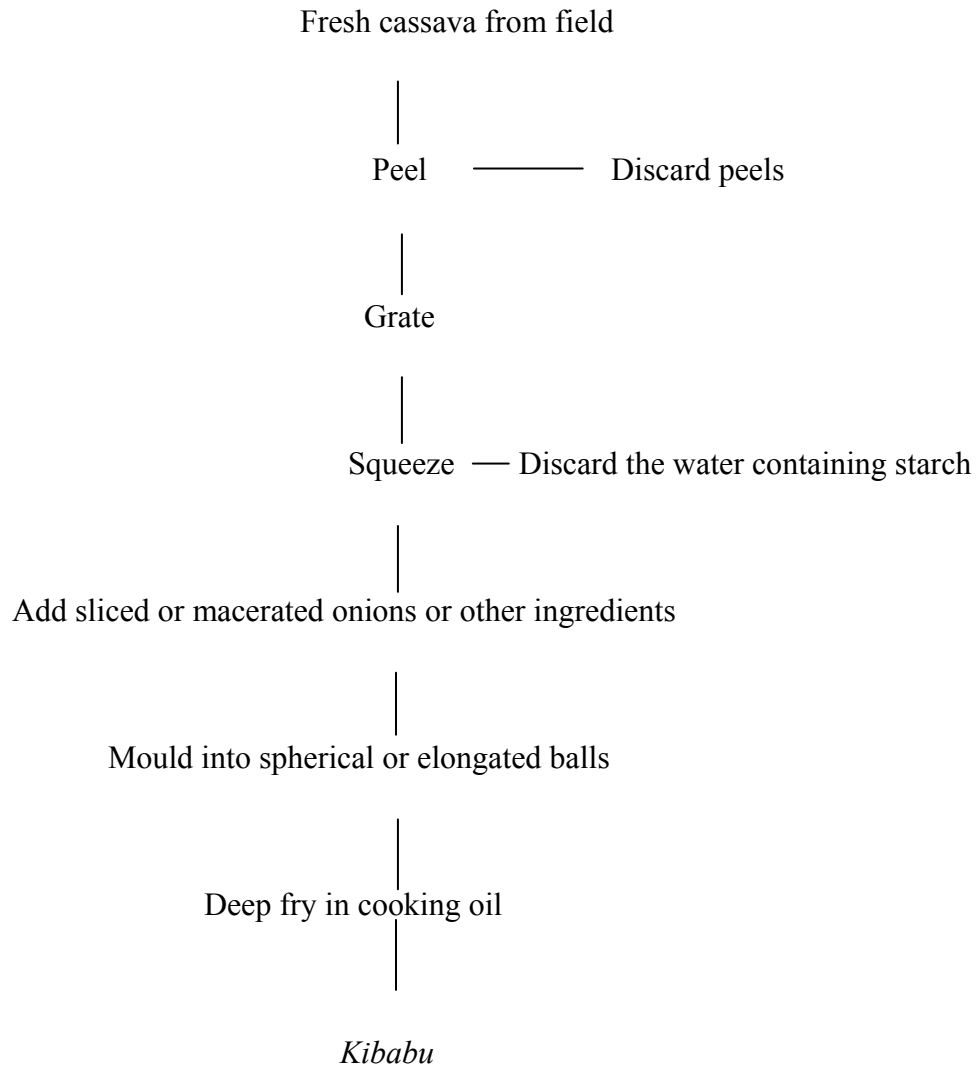 Fresh cassava from field
Peel Discard peels
Grate
Squeeze Discard the water containing starch
Add sliced or macerated onions or other ingredients
Mould into spherical or elongated balls
Deep fry in cooking oil
Kibabu